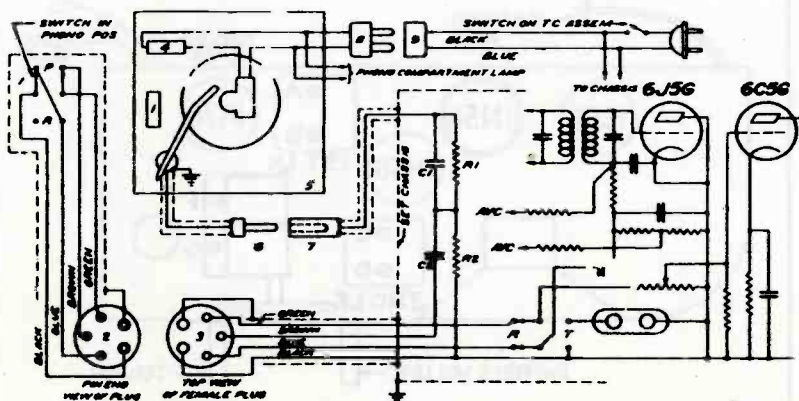 SWITCH IN
PHONO POS
P
R
BLACK
BLUE
BROWN
GREEN
2
PIN END
VIEW OF PLUG
4
1
5
8
9
SWITCH ON T.C. ASSEM.
BLACK
BLUE
PHONO COMPARTMENT LAMP
TO CHASSIS
6J5G
6C5G
6
7
SET CHASSIS
C1
R1
C2
R2
AVC
AVC
3
TOP VIEW
OF FEMALE PLUG
GREEN
BROWN
BLUE
BLACK
R
T